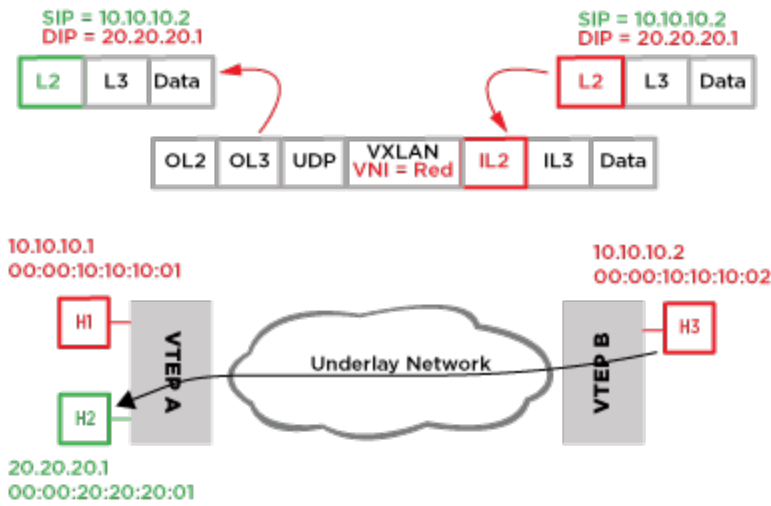 SIP = 10.10.10.2
DIP = 20.20.20.1
L2 L3 Data
SIP = 10.10.10.2
DIP = 20.20.20.1
L2 L3 Data
OL2 OL3 UDP VXLAN VNI = Red IL2 IL3 Data
10.10.10.1
00:00:10:10:10:01
10.10.10.2
00:00:10:10:10:02
H1
VTEP A
Underlay Network
VTEP B
H3
H2
20.20.20.1
00:00:20:20:20:01